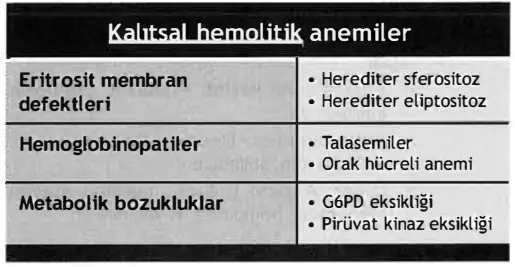 Kalıtsal hemolitik anemiler
Eritrosit membran
defektleri
• Herediter sferositoz
• Herediter eliptositoz
Hemoglobinopatiler
• Talasemiler
• Orak hücreli anemi
Metabolik bozukluklar
• G6PD eksikliği
• Pirüvat kinaz eksikliği